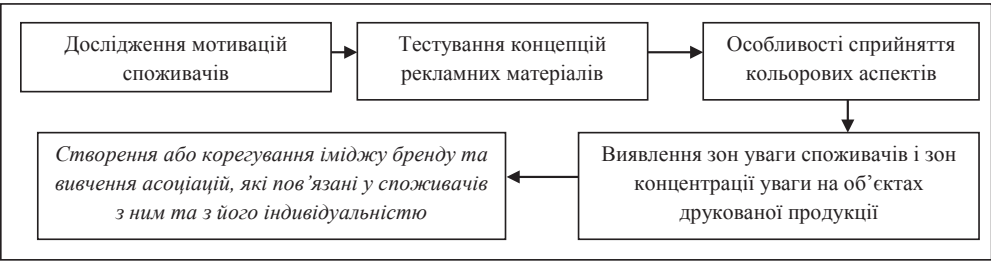 Дослідження мотивацій
споживачів
Тестування концепцій
рекламних матеріалів
Особливості сприйняття
кольорових аспектів
Виявлення зон уваги споживачів і зон
концентрації уваги на об’єктах
друкованої продукції
Створення або корегування іміджу бренду та
вивчення асоціацій, які пов’язані у споживачів
з ним та з його індивідуальністю